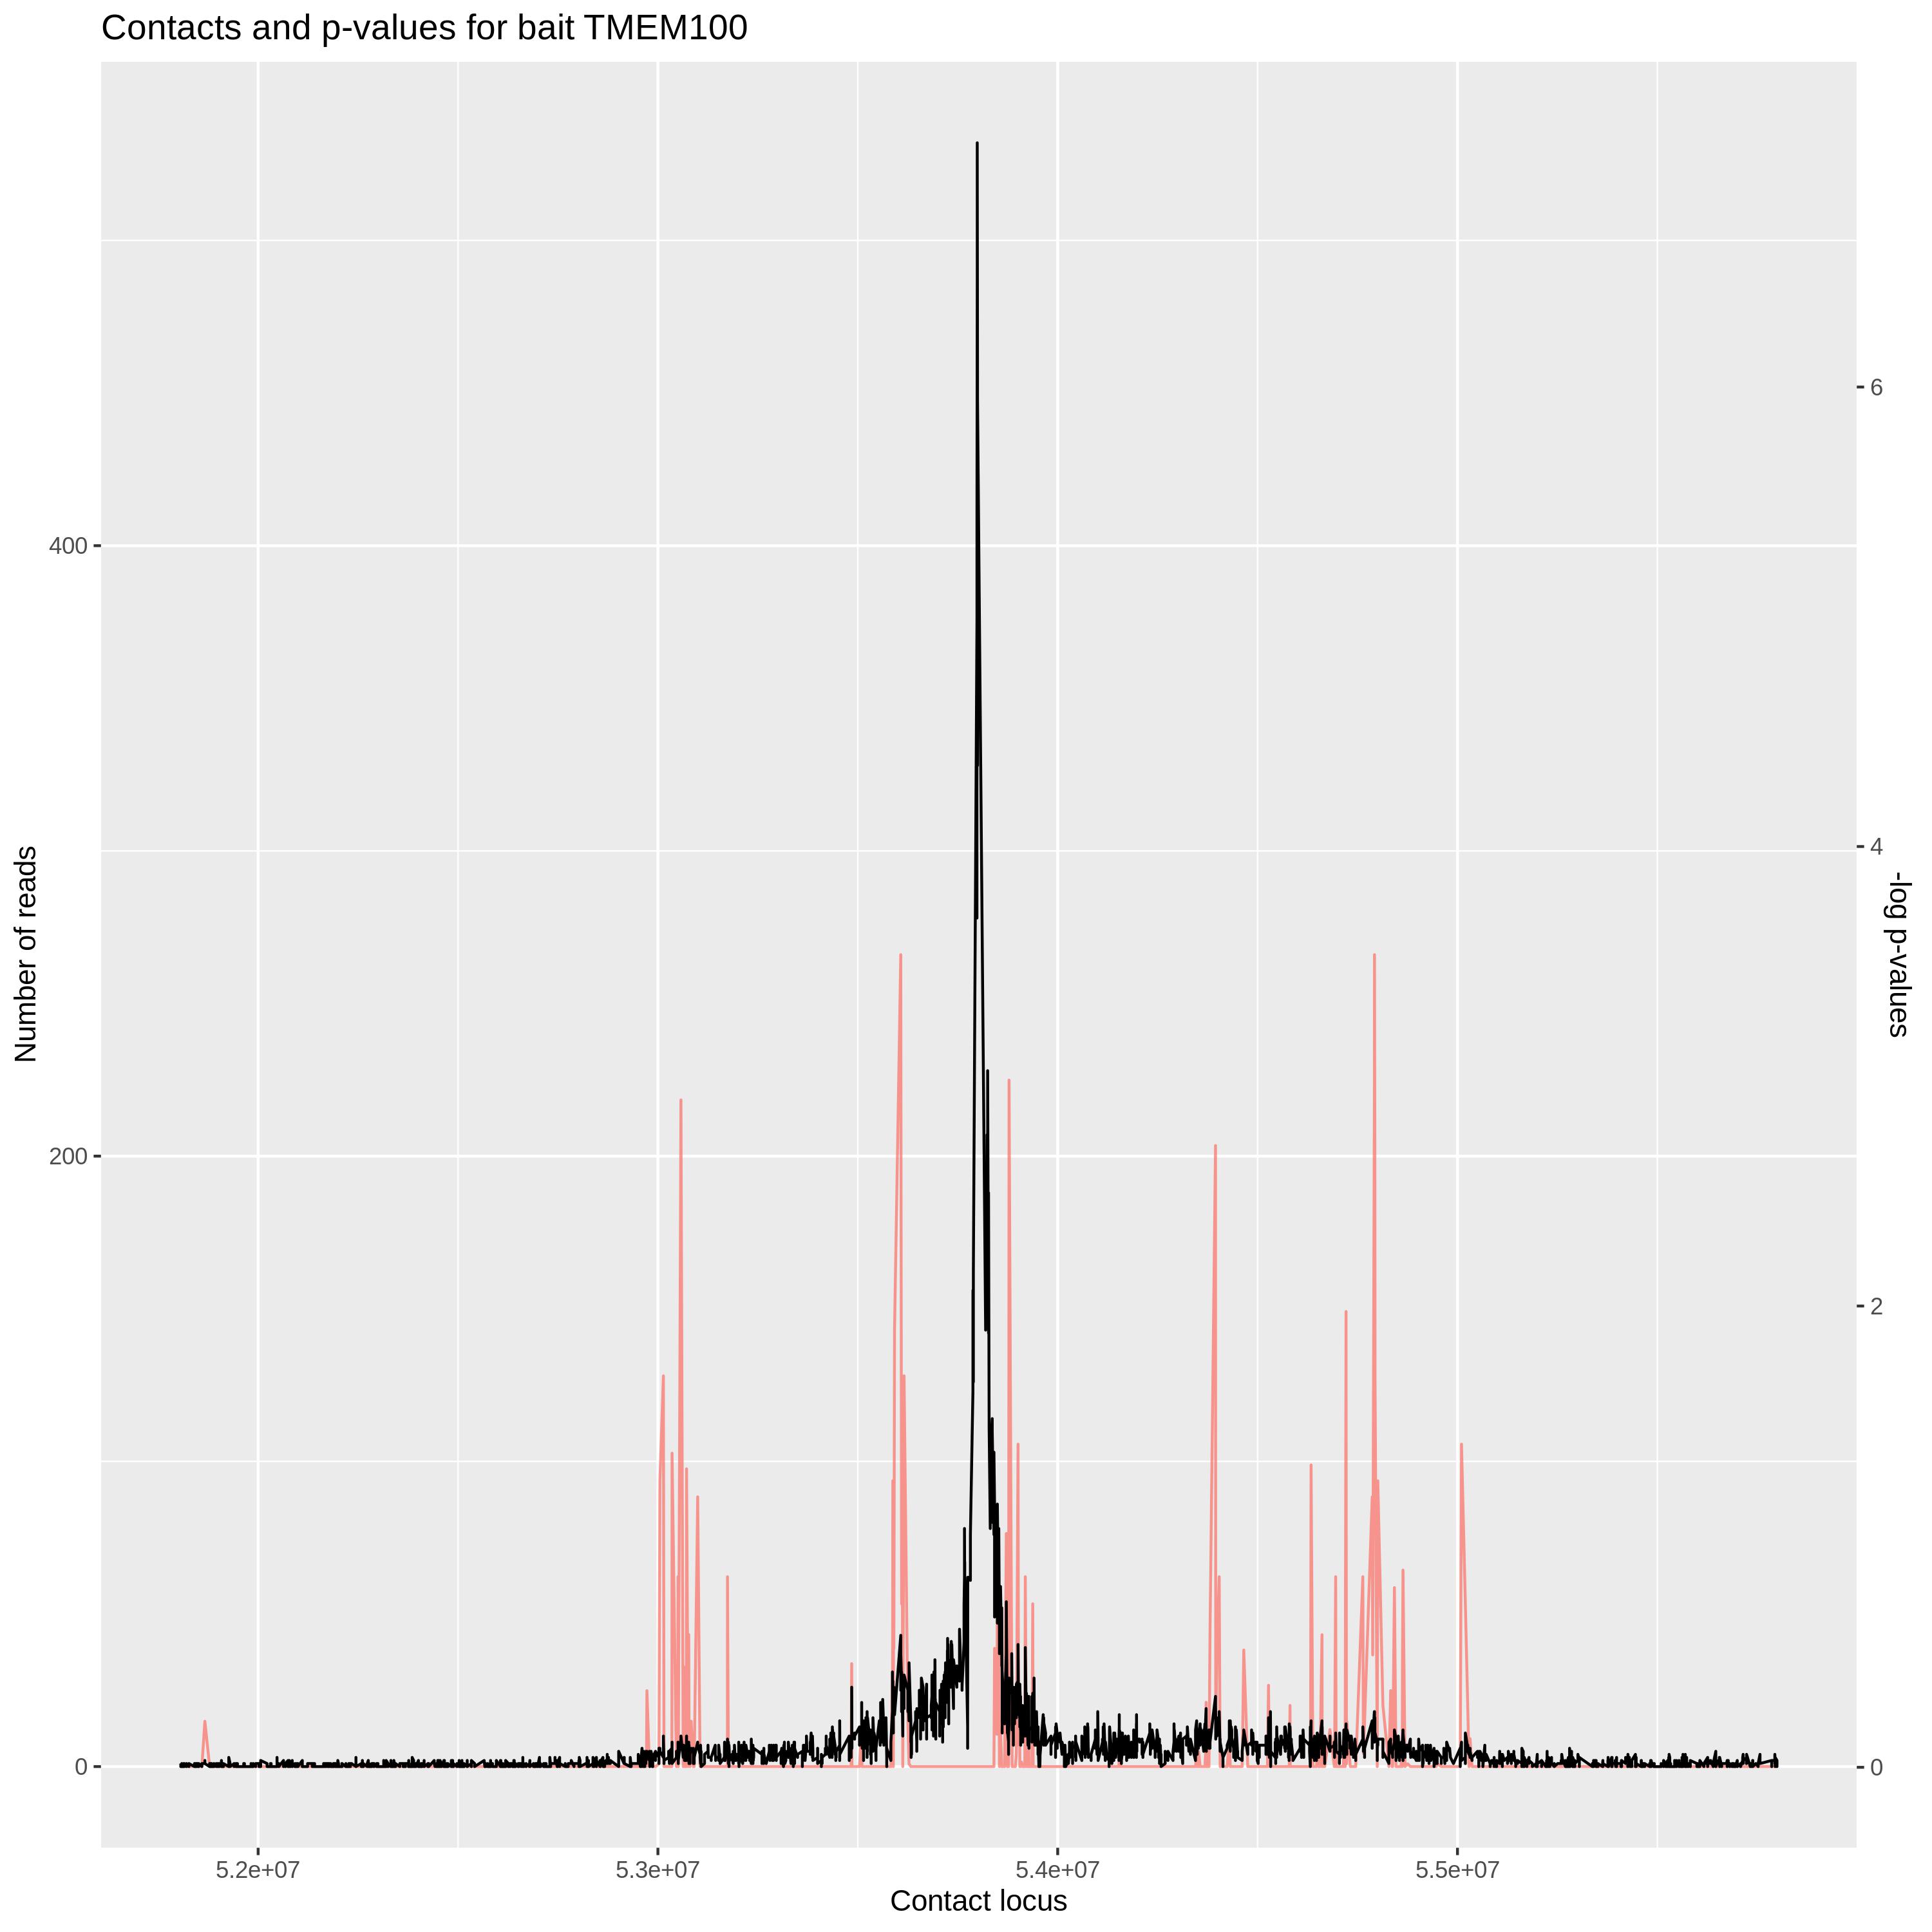 Contacts and p-values for bait TMEM100
Number of reads
400
200
0
6
4
2
0
-log p-values
5.2e+07
5.3e+07
5.4e+07
5.5e+07
Contact locus